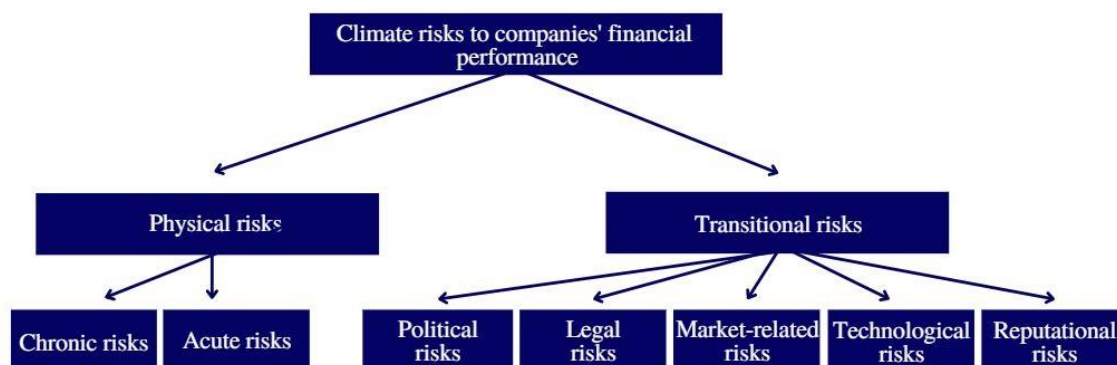 Climate risks to companies' financial
performance
Physical risks
Transitional risks
Chronic risks
Acute risks
Political
risks
Legal
risks
Market-related
risks
Technological
risks
Reputational
risks